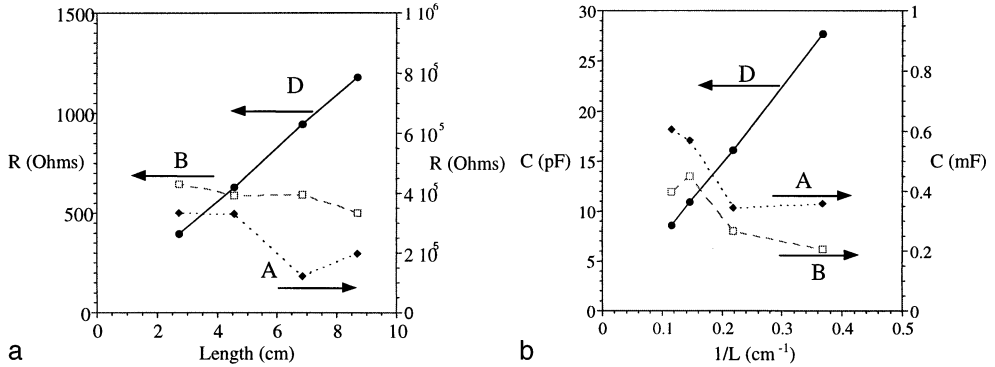 1500
1000
500
0
R (Ohms)
D
B
A
1 10⁶
8 10⁵
6 10⁵
R (Ohms)
4 10⁵
2 10⁵
0
0 2 4 6 8 10
Length (cm)
a
30
25
20
C (pF)
15
10
5
0
D
A
B
1
0.8
0.6
C (mF)
0.4
0.2
0
0 0.1 0.2 0.3 0.4 0.5
1/L (cm⁻¹)
b